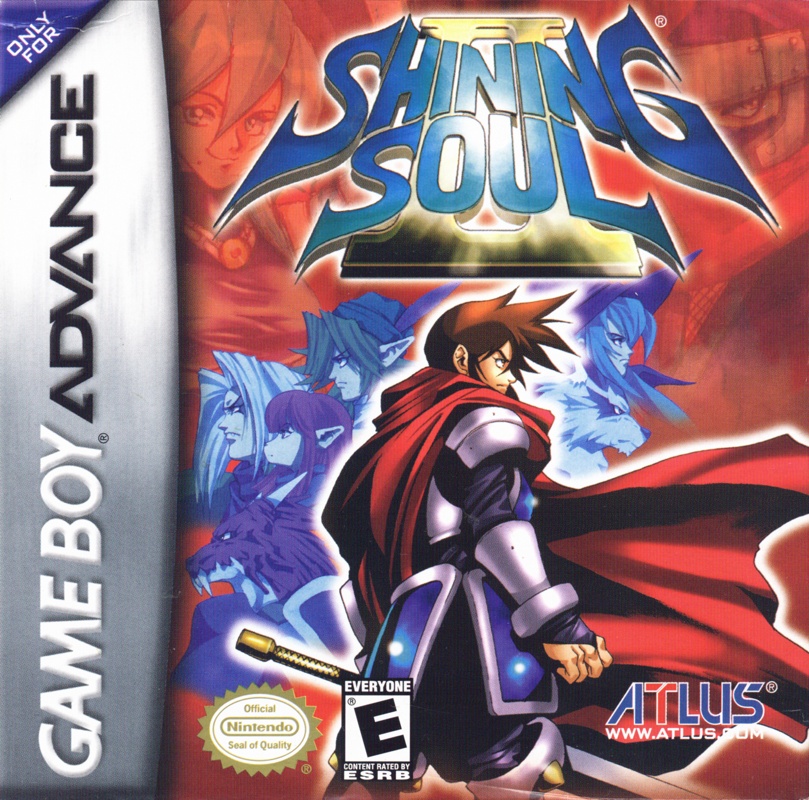 ONLY
FOR
GAME BOY® ADVANCE
SHINING®
SOUL
II
Official
Nintendo®
Seal of Quality
EVERYONE
E®
CONTENT RATED BY
ESRB
ATLUS®
WWW.ATLUS.COM